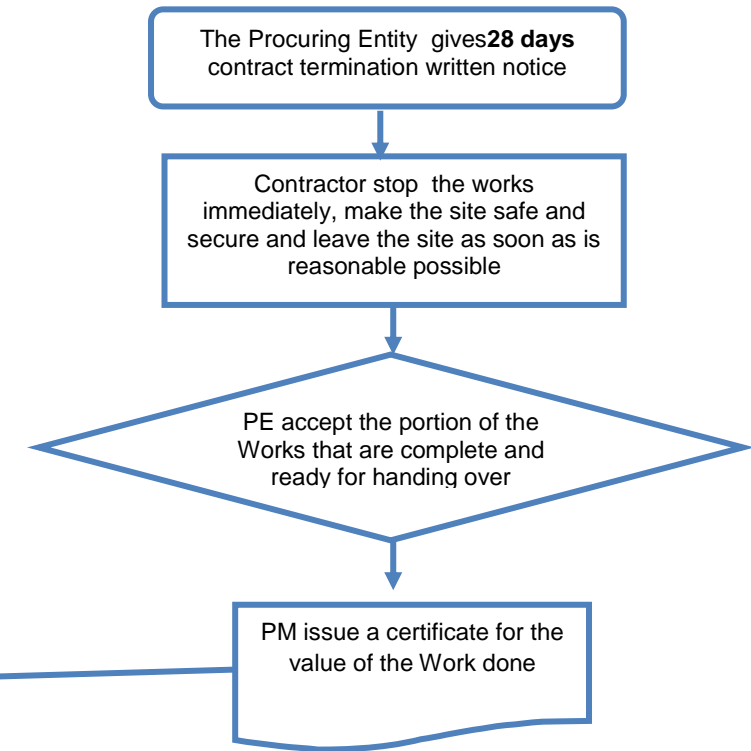 The Procuring Entity  gives28 days
contract termination written notice
Contractor stop  the works
immediately, make the site safe and
secure and leave the site as soon as is
reasonable possible
PE accept the portion of the
Works that are complete and
ready for handing over
PM issue a certificate for the
value of the Work done